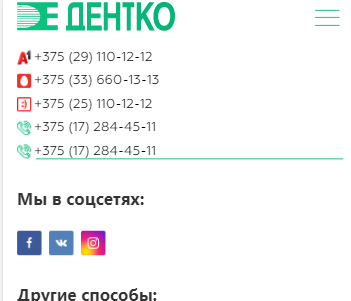 ДЕНТКО
+375 (29) 110-12-12
+375 (33) 660-13-13
+375 (25) 110-12-12
+375 (17) 284-45-11
+375 (17) 284-45-11
Мы в соцсетях:
Другие способы: